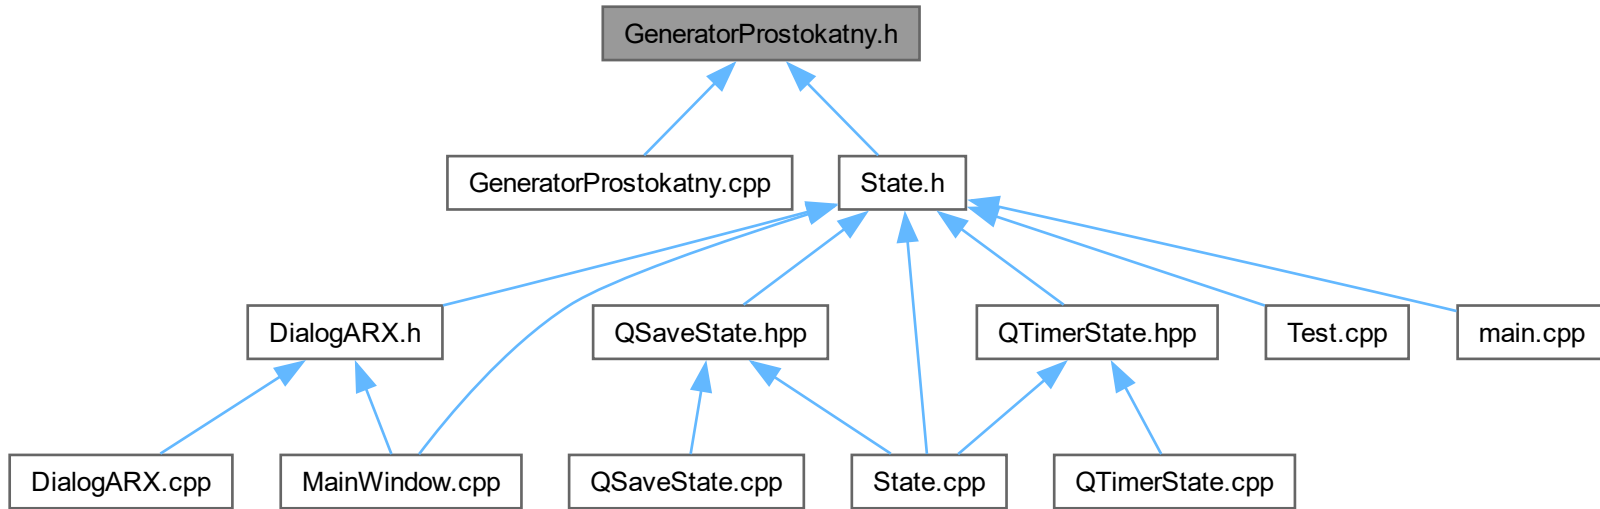 GeneratorProstokatny.h
GeneratorProstokatny.cpp
State.h
DialogARX.h
QSaveState.hpp
QTimerState.hpp
Test.cpp
main.cpp
DialogARX.cpp
MainWindow.cpp
QSaveState.cpp
State.cpp
QTimerState.cpp